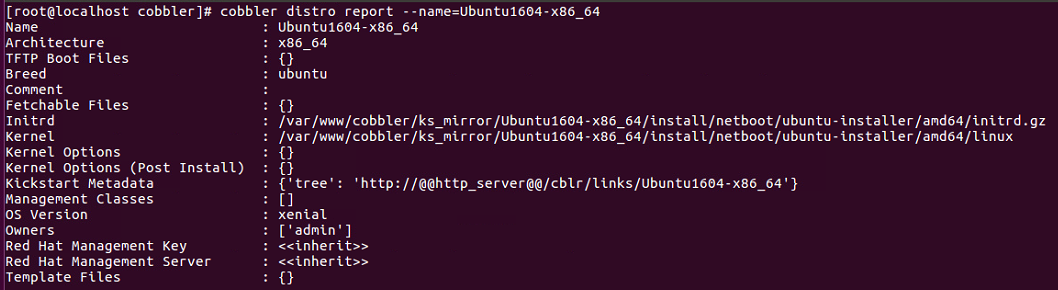 [root@localhost cobbler]# cobbler distro report --name=Ubuntu1604-x86_64
Name                           : Ubuntu1604-x86_64
Architecture                   : x86_64
TFTP Boot Files                : {}
Breed                          : ubuntu
Comment                        :
Fetchable Files                : {}
Initrd                         : /var/www/cobbler/ks_mirror/Ubuntu1604-x86_64/install/netboot/ubuntu-installer/amd64/initrd.gz
Kernel                         : /var/www/cobbler/ks_mirror/Ubuntu1604-x86_64/install/netboot/ubuntu-installer/amd64/linux
Kernel Options                 : {}
Kernel Options (Post Install)  : {}
Kickstart Metadata             : {'tree': 'http://@@http_server@@/cblr/links/Ubuntu1604-x86_64'}
Management Classes             : []
OS Version                     : xenial
Owners                         : ['admin']
Red Hat Management Key         : <<inherit>>
Red Hat Management Server      : <<inherit>>
Template Files                 : {}